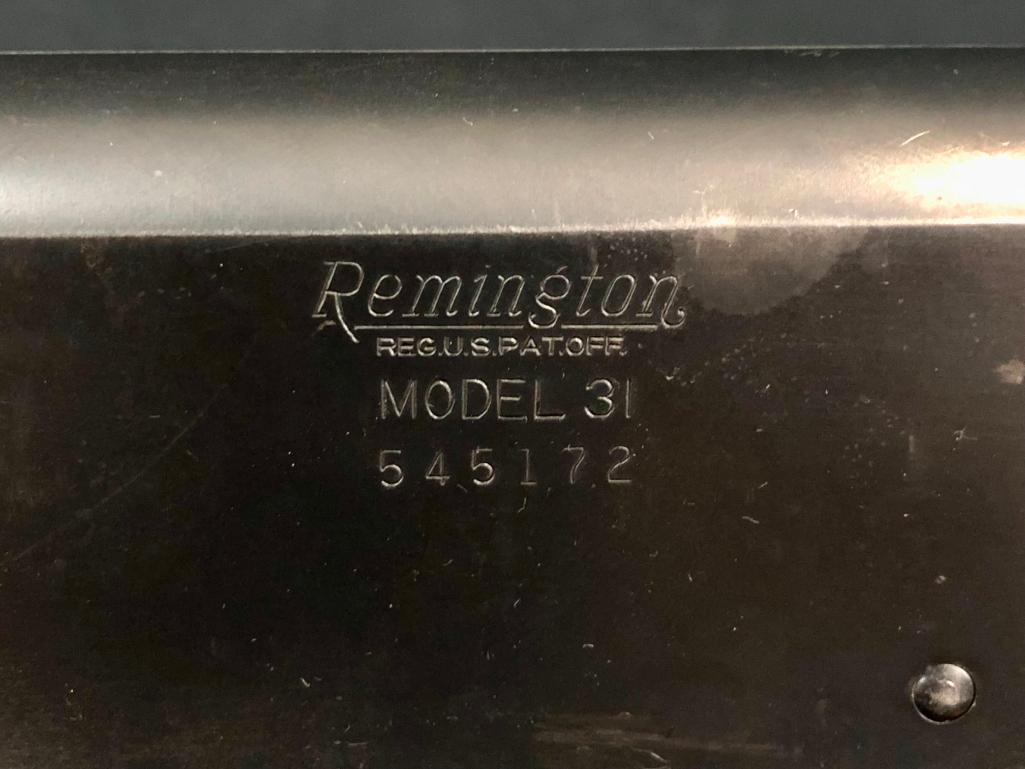 Remington
REG.U.S.PAT.OFF.
MODEL 31
545172